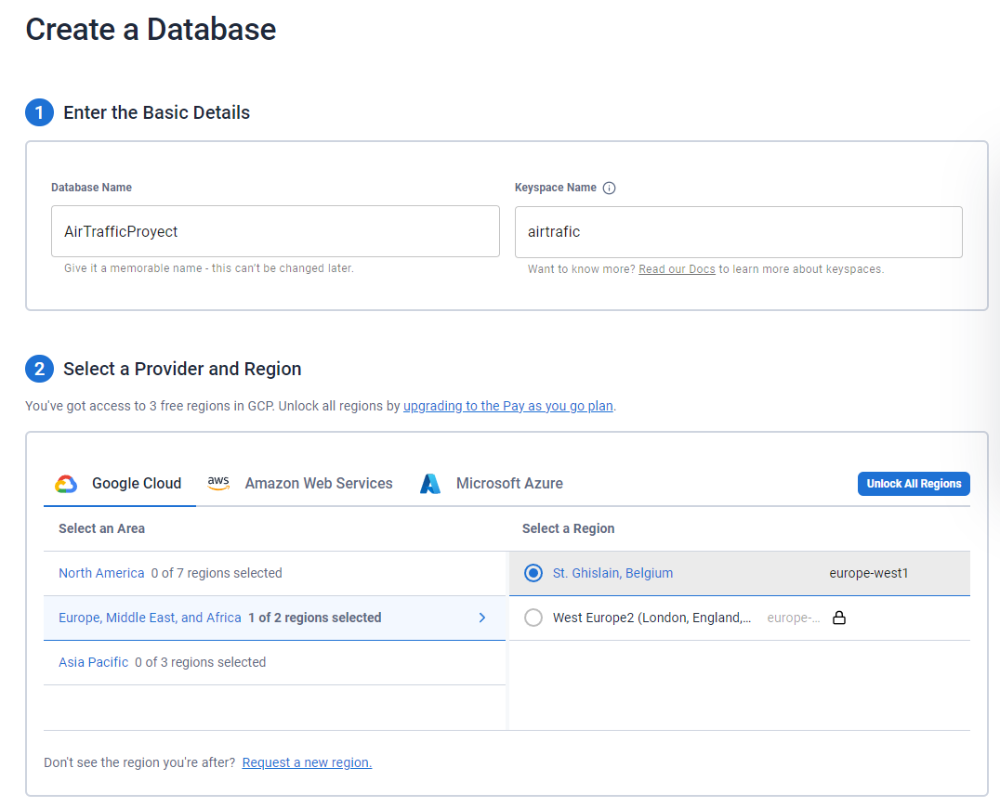 Create a Database
1 Enter the Basic Details
Database Name
Keyspace Name
AirTrafficProyect
airtrafic
Give it a memorable name - this can't be changed later.
Want to know more? Read our Docs to learn more about keyspaces.
2 Select a Provider and Region
You've got access to 3 free regions in GCP. Unlock all regions by upgrading to the Pay as you go plan.
Google Cloud aws Amazon Web Services Microsoft Azure Unlock All Regions
Select an Area
Select a Region
North America 0 of 7 regions selected
St. Ghislain, Belgium europe-west1
Europe, Middle East, and Africa 1 of 2 regions selected
West Europe2 (London, England,... europe-...
Asia Pacific 0 of 3 regions selected
Don't see the region you're after? Request a new region.